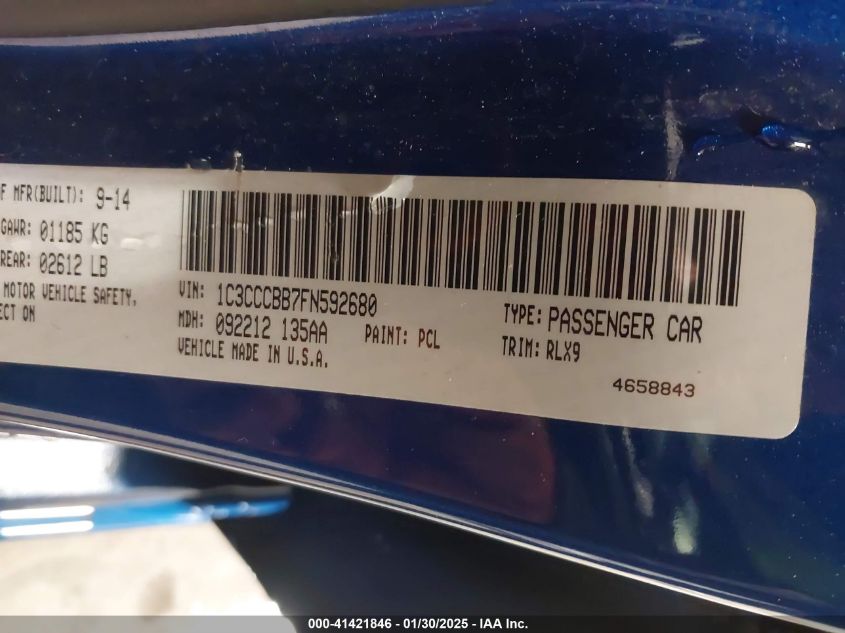 F MFR(BUILT): 9-14
GAWR: 01185 KG
REAR: 02612 LB
MOTOR VEHICLE SAFETY,
ECT ON
VIN: 1C3CCCBB7FN592680
MDH: 092212 135AA PAINT: PCL
VEHICLE MADE IN U.S.A.
TYPE: PASSENGER CAR
TRIM: RLX9
4658843
000-41421846 - 01/30/2025 - IAA Inc.